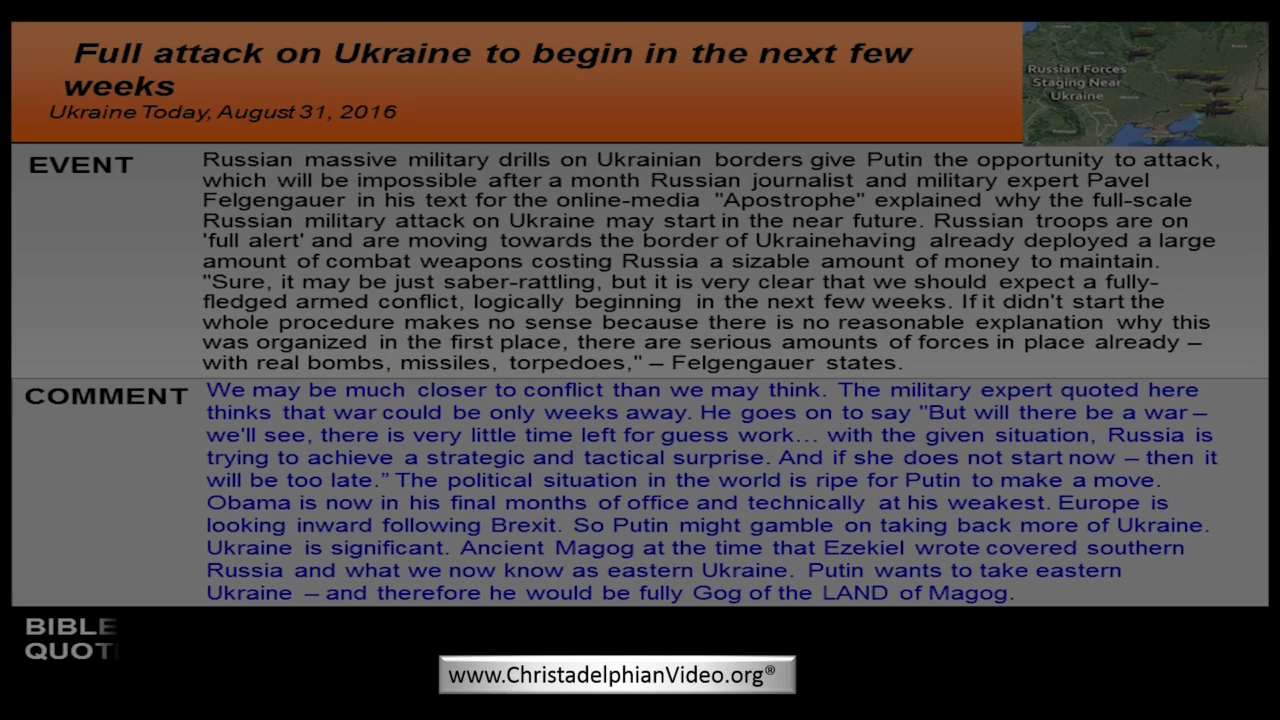 Full attack on Ukraine to begin in the next few
weeks
Ukraine Today, August 31, 2016
Russian Forces
Staging Near
Ukraine
EVENT
Russian massive military drills on Ukrainian borders give Putin the opportunity to attack,
which will be impossible after a month Russian journalist and military expert Pavel
Felgengauer in his text for the online-media "Apostrophe" explained why the full-scale
Russian military attack on Ukraine may start in the near future. Russian troops are on
'full alert' and are moving towards the border of Ukrainehaving already deployed a large
amount of combat weapons costing Russia a sizable amount of money to maintain.
"Sure, it may be just saber-rattling, but it is very clear that we should expect a fully-
fledged armed conflict, logically beginning in the next few weeks. If it didn't start the
whole procedure makes no sense because there is no reasonable explanation why this
was organized in the first place, there are serious amounts of forces in place already –
with real bombs, missiles, torpedoes," – Felgengauer states.
COMMENT
We may be much closer to conflict than we may think. The military expert quoted here
thinks that war could be only weeks away. He goes on to say "But will there be a war –
we'll see, there is very little time left for guess work... with the given situation, Russia is
trying to achieve a strategic and tactical surprise. And if she does not start now – then it
will be too late.” The political situation in the world is ripe for Putin to make a move.
Obama is now in his final months of office and technically at his weakest. Europe is
looking inward following Brexit. So Putin might gamble on taking back more of Ukraine.
Ukraine is significant. Ancient Magog at the time that Ezekiel wrote covered southern
Russia and what we now know as eastern Ukraine. Putin wants to take eastern
Ukraine – and therefore he would be fully Gog of the LAND of Magog.
BIBLE
QUOT
www.ChristadelphianVideo.org®